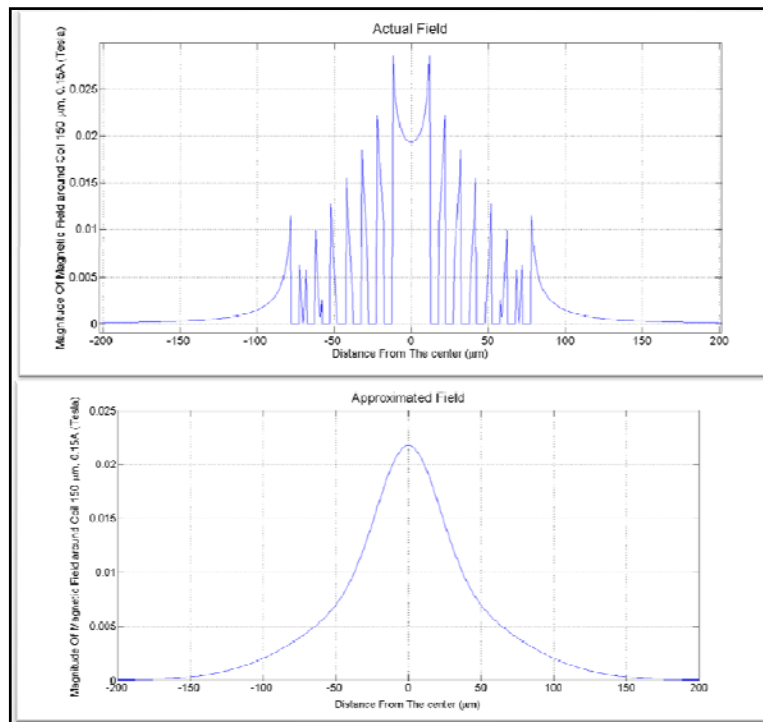 Actual Field
Magnitude Of Magnetic Field around Coil 150 µm, 0.15A (Tesla)
0.025
0.02
0.015
0.01
0.005
0
-200 -150 -100 -50 0 50 100 150 200
Distance From The center (µm)
Approximated Field
Magnitude Of Magnetic Field around Coil 150 µm, 0.15A (Tesla)
0.025
0.02
0.015
0.01
0.005
0
-200 -150 -100 -50 0 50 100 150 200
Distance From The center (µm)